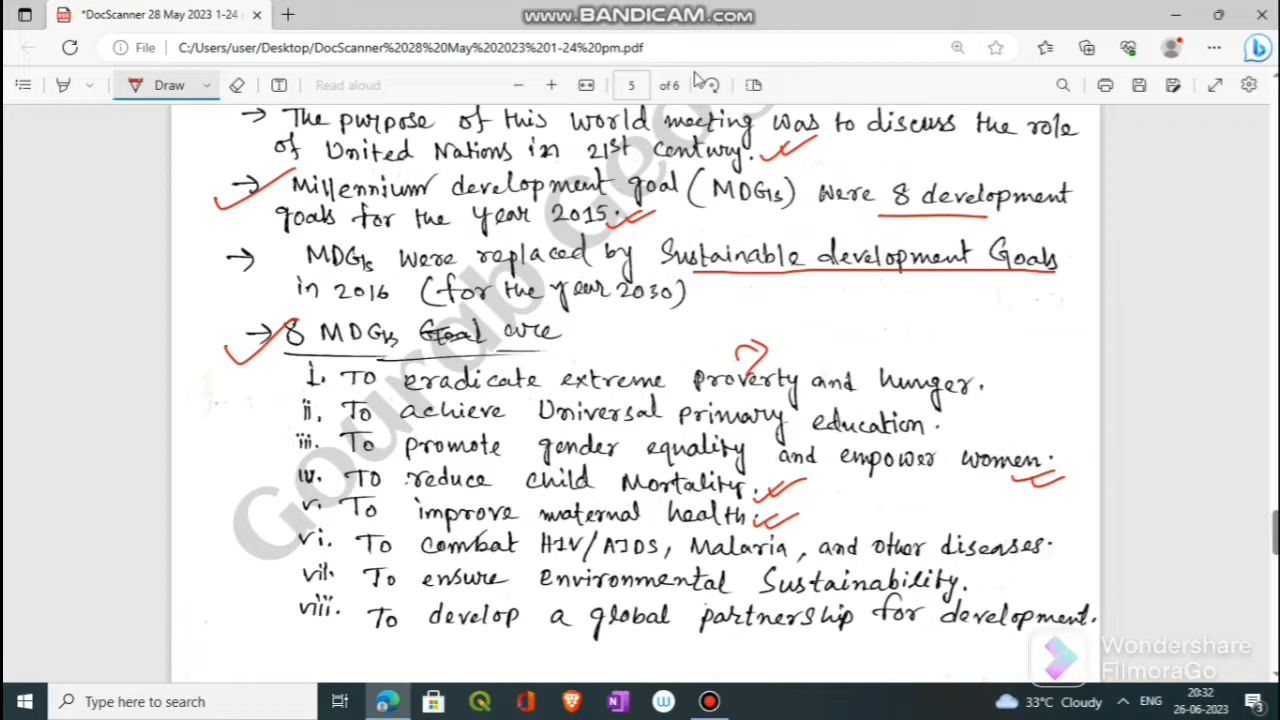 www.BANDICAM.com
*DocScanner 28 May 2023 1-24
File C:/Users/user/Desktop/DocScanner%2028%20May%202023%201-24%20pm.pdf
Draw Read aloud 5 of 6
→ The purpose of this world meeting was to discuss the role
of United Nations in 21st century.
→ Millennium development goal (MDGs) were 8 development
goals for the year 2015.
→ MDGs were replaced by Sustainable development Goals
in 2016 (for the year 2030)
→ 8 MDGs Goal are
i. To eradicate extreme proverty and hunger.
ii. To achieve Universal primary education.
iii. To promote gender equality and empower women.
iv. To reduce child Mortality.
v. To improve maternal health.
vi. To combat HIV/AIDS, Malaria, and other diseases.
vii. To ensure Environmental Sustainability.
viii. To develop a global partnership for development.
Gourab Geo
Wondershare
FilmoraGo
Type here to search
33°C Cloudy ENG
20:32
26-06-2023
3